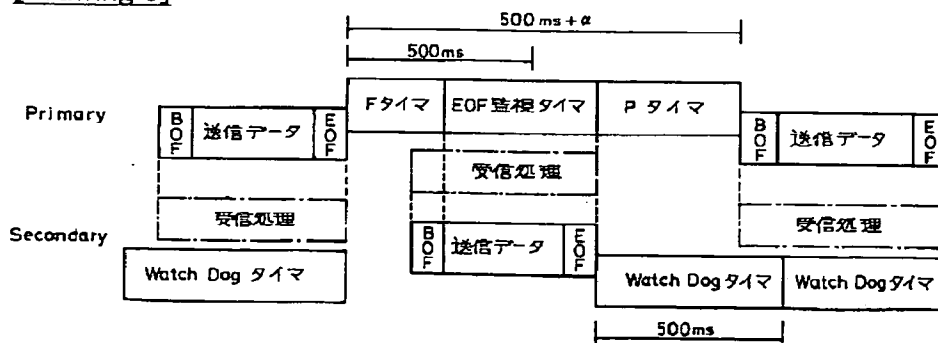 500ms+α
500ms
Primary
BOF 送信データ EOF
Fタイマ EOF監視タイマ Pタイマ
BOF 送信データ EOF
受信処理
受信処理
受信処理
Secondary
BOF 送信データ EOF
Watch Dog タイマ
Watch Dog タイマ
Watch Dog タイマ
500ms